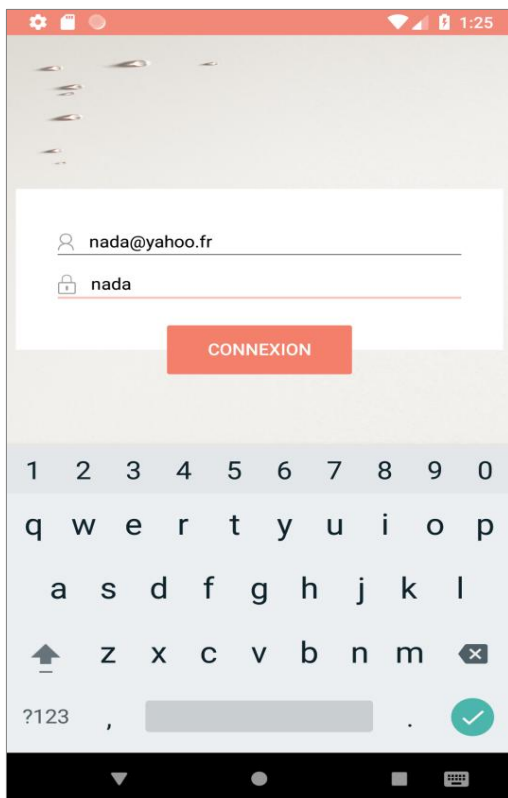 1:25
nada@yahoo.fr
nada
CONNEXION
1 2 3 4 5 6 7 8 9 0
q w e r t y u i o p
a s d f g h j k l
z x c v b n m
?123 , .